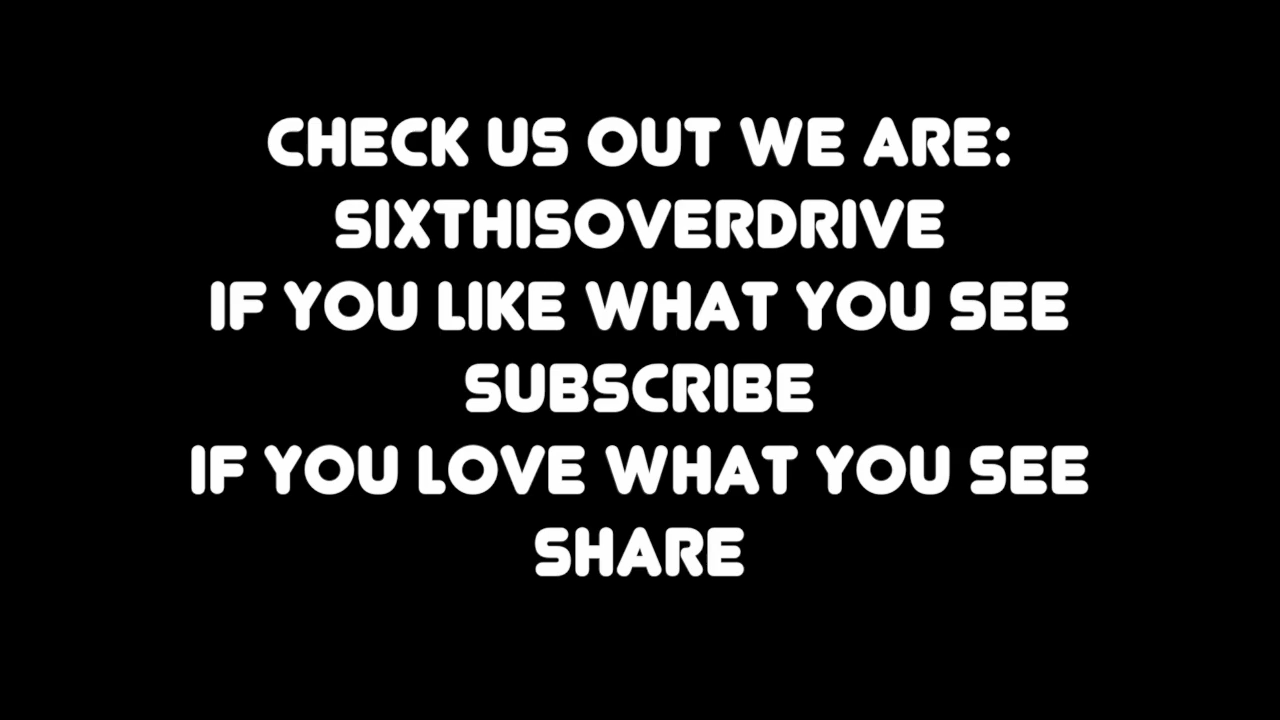 CHECK US OUT WE ARE:
SIXTHISOVERDRIVE
IF YOU LIKE WHAT YOU SEE
SUBSCRIBE
IF YOU LOVE WHAT YOU SEE
SHARE